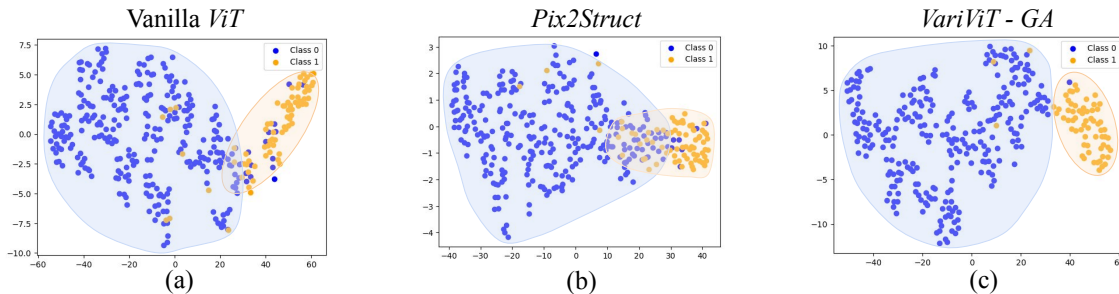 Vanilla ViT
Pix2Struct
VariViT - GA
Class 0
Class 1
7.5
5.0
2.5
0.0
−2.5
−5.0
−7.5
−10.0
−60 −40 −20 0 20 40 60
(a)
Class 0
Class 1
3
2
1
0
−1
−2
−3
−4
−40 −30 −20 −10 0 10 20 30 40
(b)
Class 0
Class 1
10
5
0
−5
−10
−40 −20 0 20 40 60
(c)